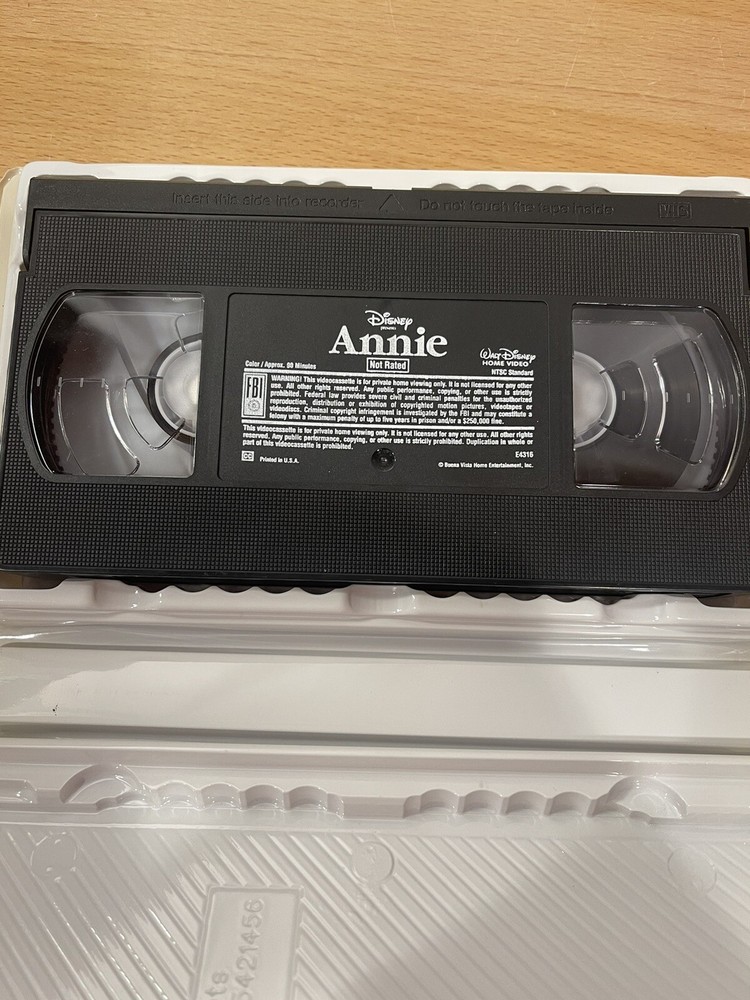 Insert this side into recorder △ Do not touch the tape inside VHS
Disney
PRESENTS
Annie
Color / Approx. 90 Minutes
Not Rated
WALT DISNEY
HOME VIDEO
NTSC Standard
FBI
WARNING! This videocassette is for private home viewing only. It is not licensed for any other
use. All other rights reserved. Any public performance, copying, or other use is strictly
prohibited. Federal law provides severe civil and criminal penalties for the unauthorized
reproduction, distribution or exhibition of copyrighted motion pictures, videotapes or
videodiscs. Criminal copyright infringement is investigated by the FBI and may constitute a
felony with a maximum penalty of up to five years in prison and/or a $250,000 fine.
This videocassette is for private home viewing only. It is not licensed for any other use. All other rights
reserved. Any public performance, copying, or other use is strictly prohibited. Duplication in whole or
part of this videocassette is prohibited.
E4316
CC Printed in U.S.A.
© Buena Vista Home Entertainment, Inc.
ts
5421456